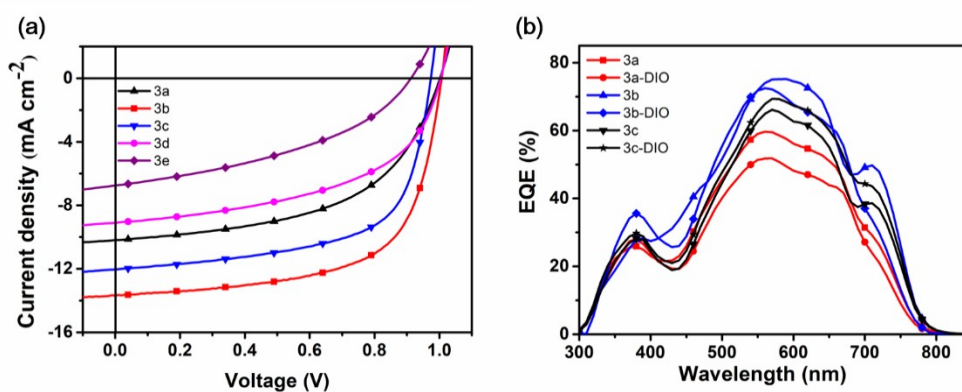 (a)
Current density (mA cm⁻²)
0
-4
-8
-12
-16
3a
3b
3c
3d
3e
0.0 0.2 0.4 0.6 0.8 1.0
Voltage (V)
(b)
EQE (%)
80
60
40
20
0
3a
3a-DIO
3b
3b-DIO
3c
3c-DIO
300 400 500 600 700 800
Wavelength (nm)